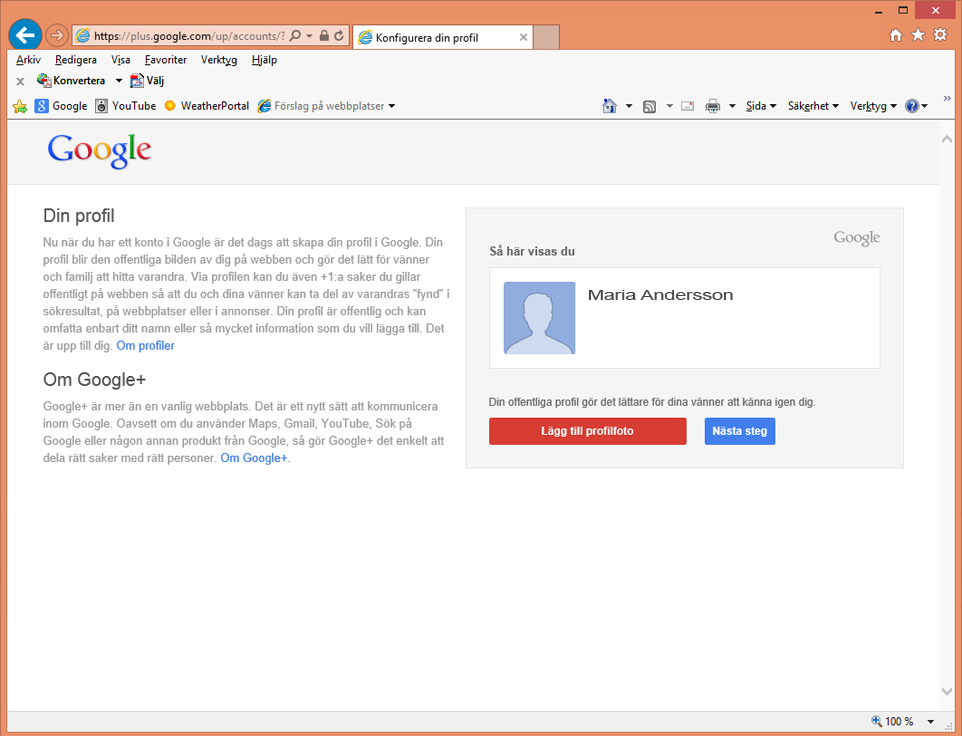 https://plus.google.com/up/accounts/?
Konfigurera din profil
Arkiv Redigera Visa Favoriter Verktyg Hjälp
x Konvertera Välj
Google YouTube WeatherPortal Förslag på webbplatser Sida Säkerhet Verktyg
Google
Din profil
Nu när du har ett konto i Google är det dags att skapa din profil i Google. Din
profil blir den offentliga bilden av dig på webben och gör det lätt för vänner
och familj att hitta varandra. Via profilen kan du även +1:a saker du gillar
offentligt på webben så att du och dina vänner kan ta del av varandras "fynd" i
sökresultat, på webbplatser eller i annonser. Din profil är offentlig och kan
omfatta enbart ditt namn eller så mycket information som du vill lägga till. Det
är upp till dig. Om profiler
Om Google+
Google+ är mer än en vanlig webbplats. Det är ett nytt sätt att kommunicera
inom Google. Oavsett om du använder Maps, Gmail, YouTube, Sök på
Google eller någon annan produkt från Google, så gör Google+ det enkelt att
dela rätt saker med rätt personer. Om Google+.
Google
Så här visas du
Maria Andersson
Din offentliga profil gör det lättare för dina vänner att känna igen dig.
Lägg till profilfoto Nästa steg
100 %